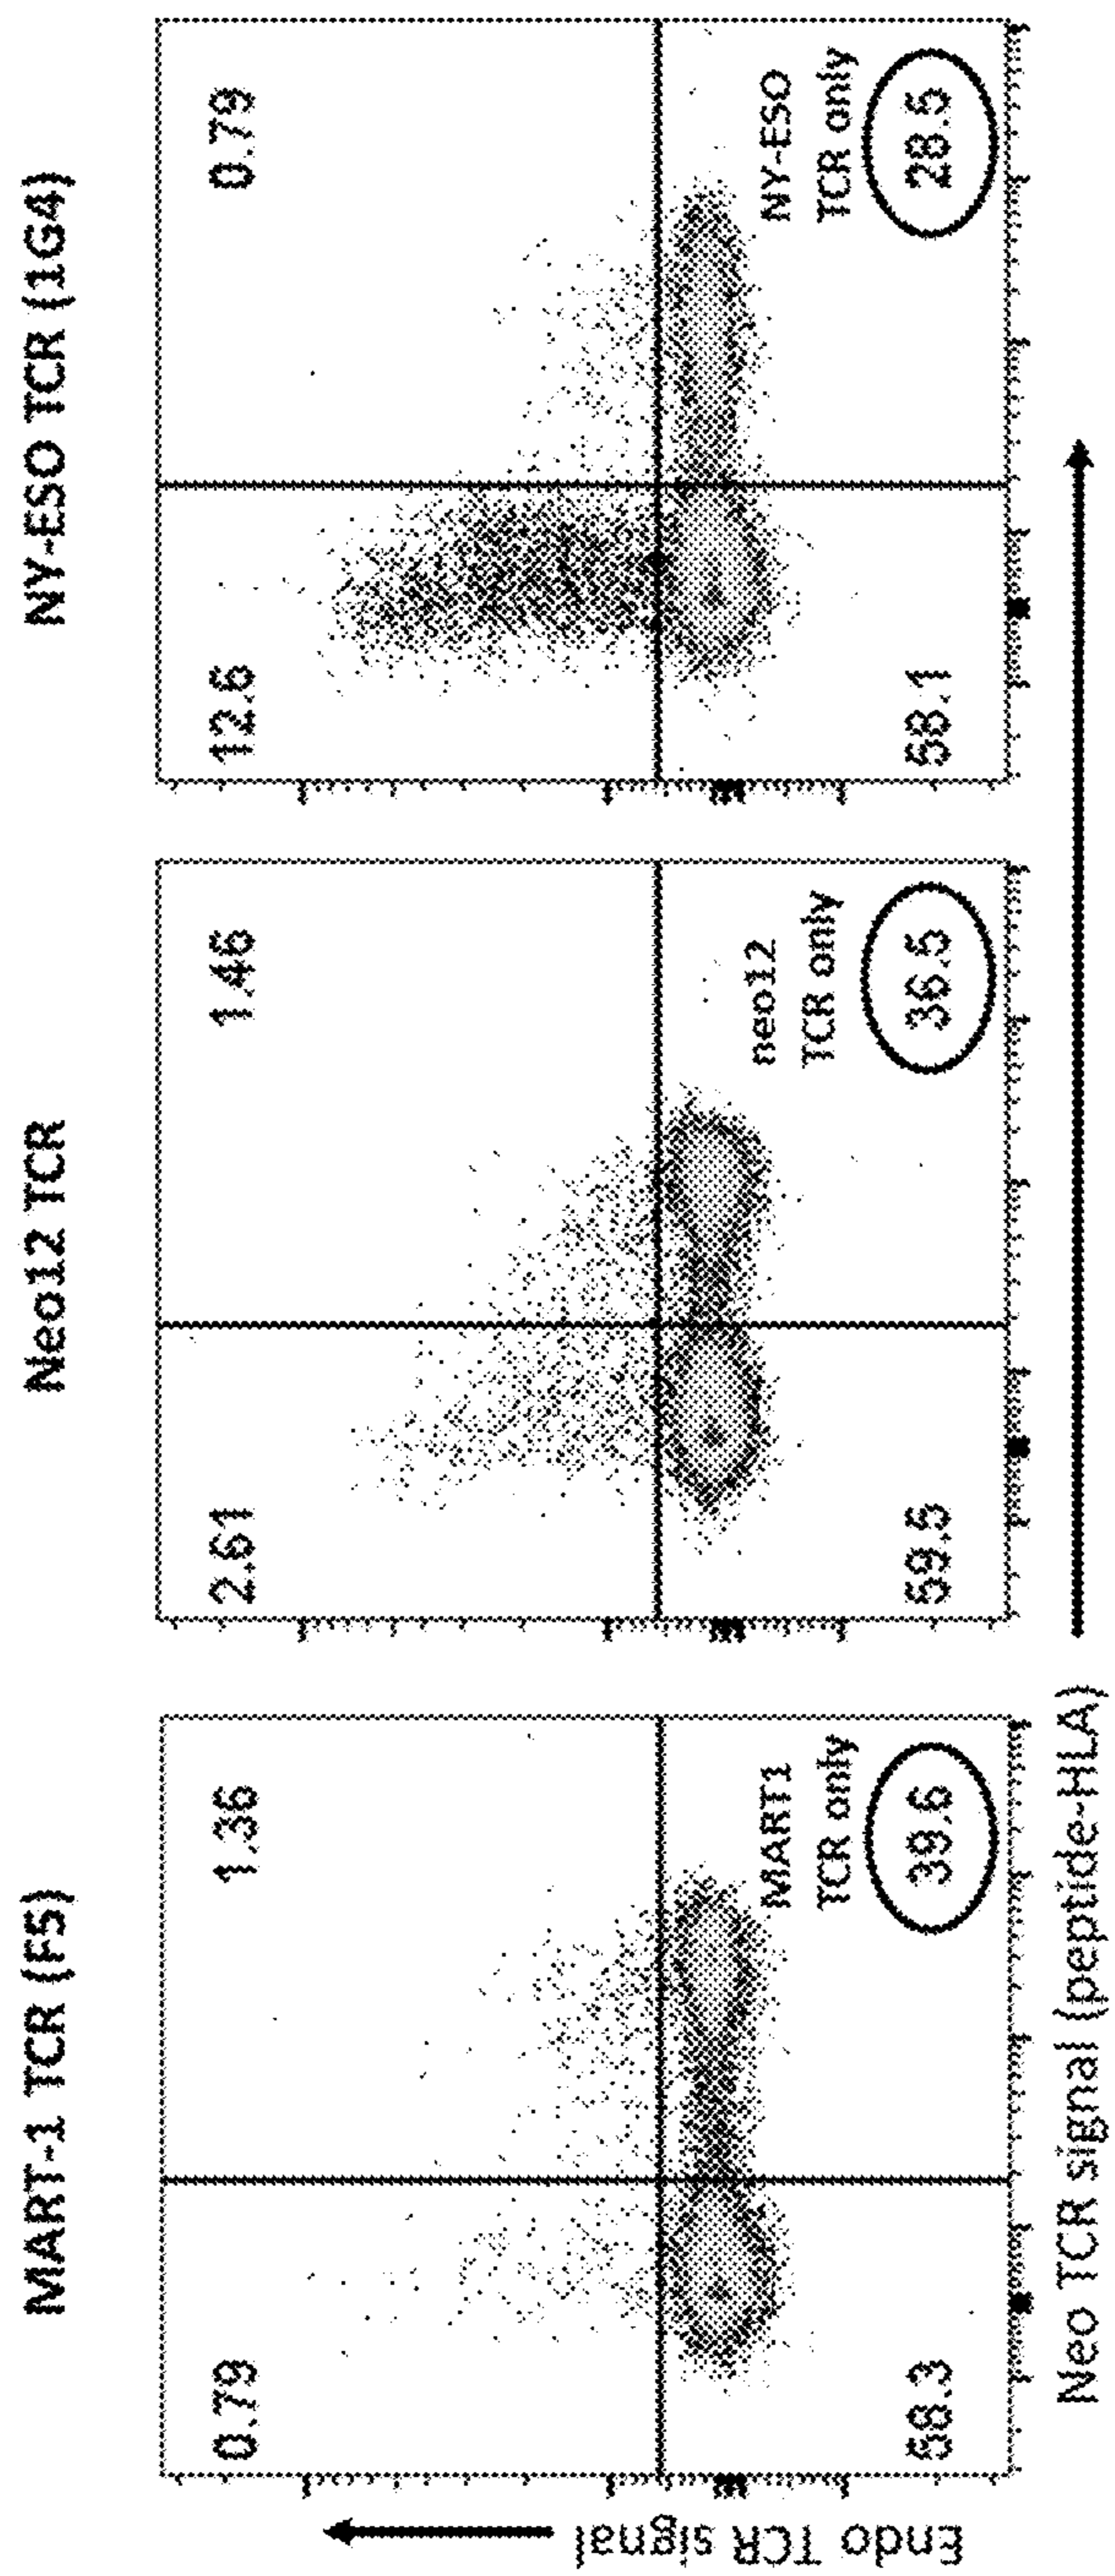 MART-1 TCR (F5)
0.79
1.36
58.3
MART1
TCR only
39.6
Neo12 TCR
2.61
1.46
59.5
neo12
TCR only
36.5
NY-ESO TCR (1G4)
12.6
0.79
58.1
NY-ESO
TCR only
28.5
Endo TCR signal
Neo TCR signal (peptide-HLA)